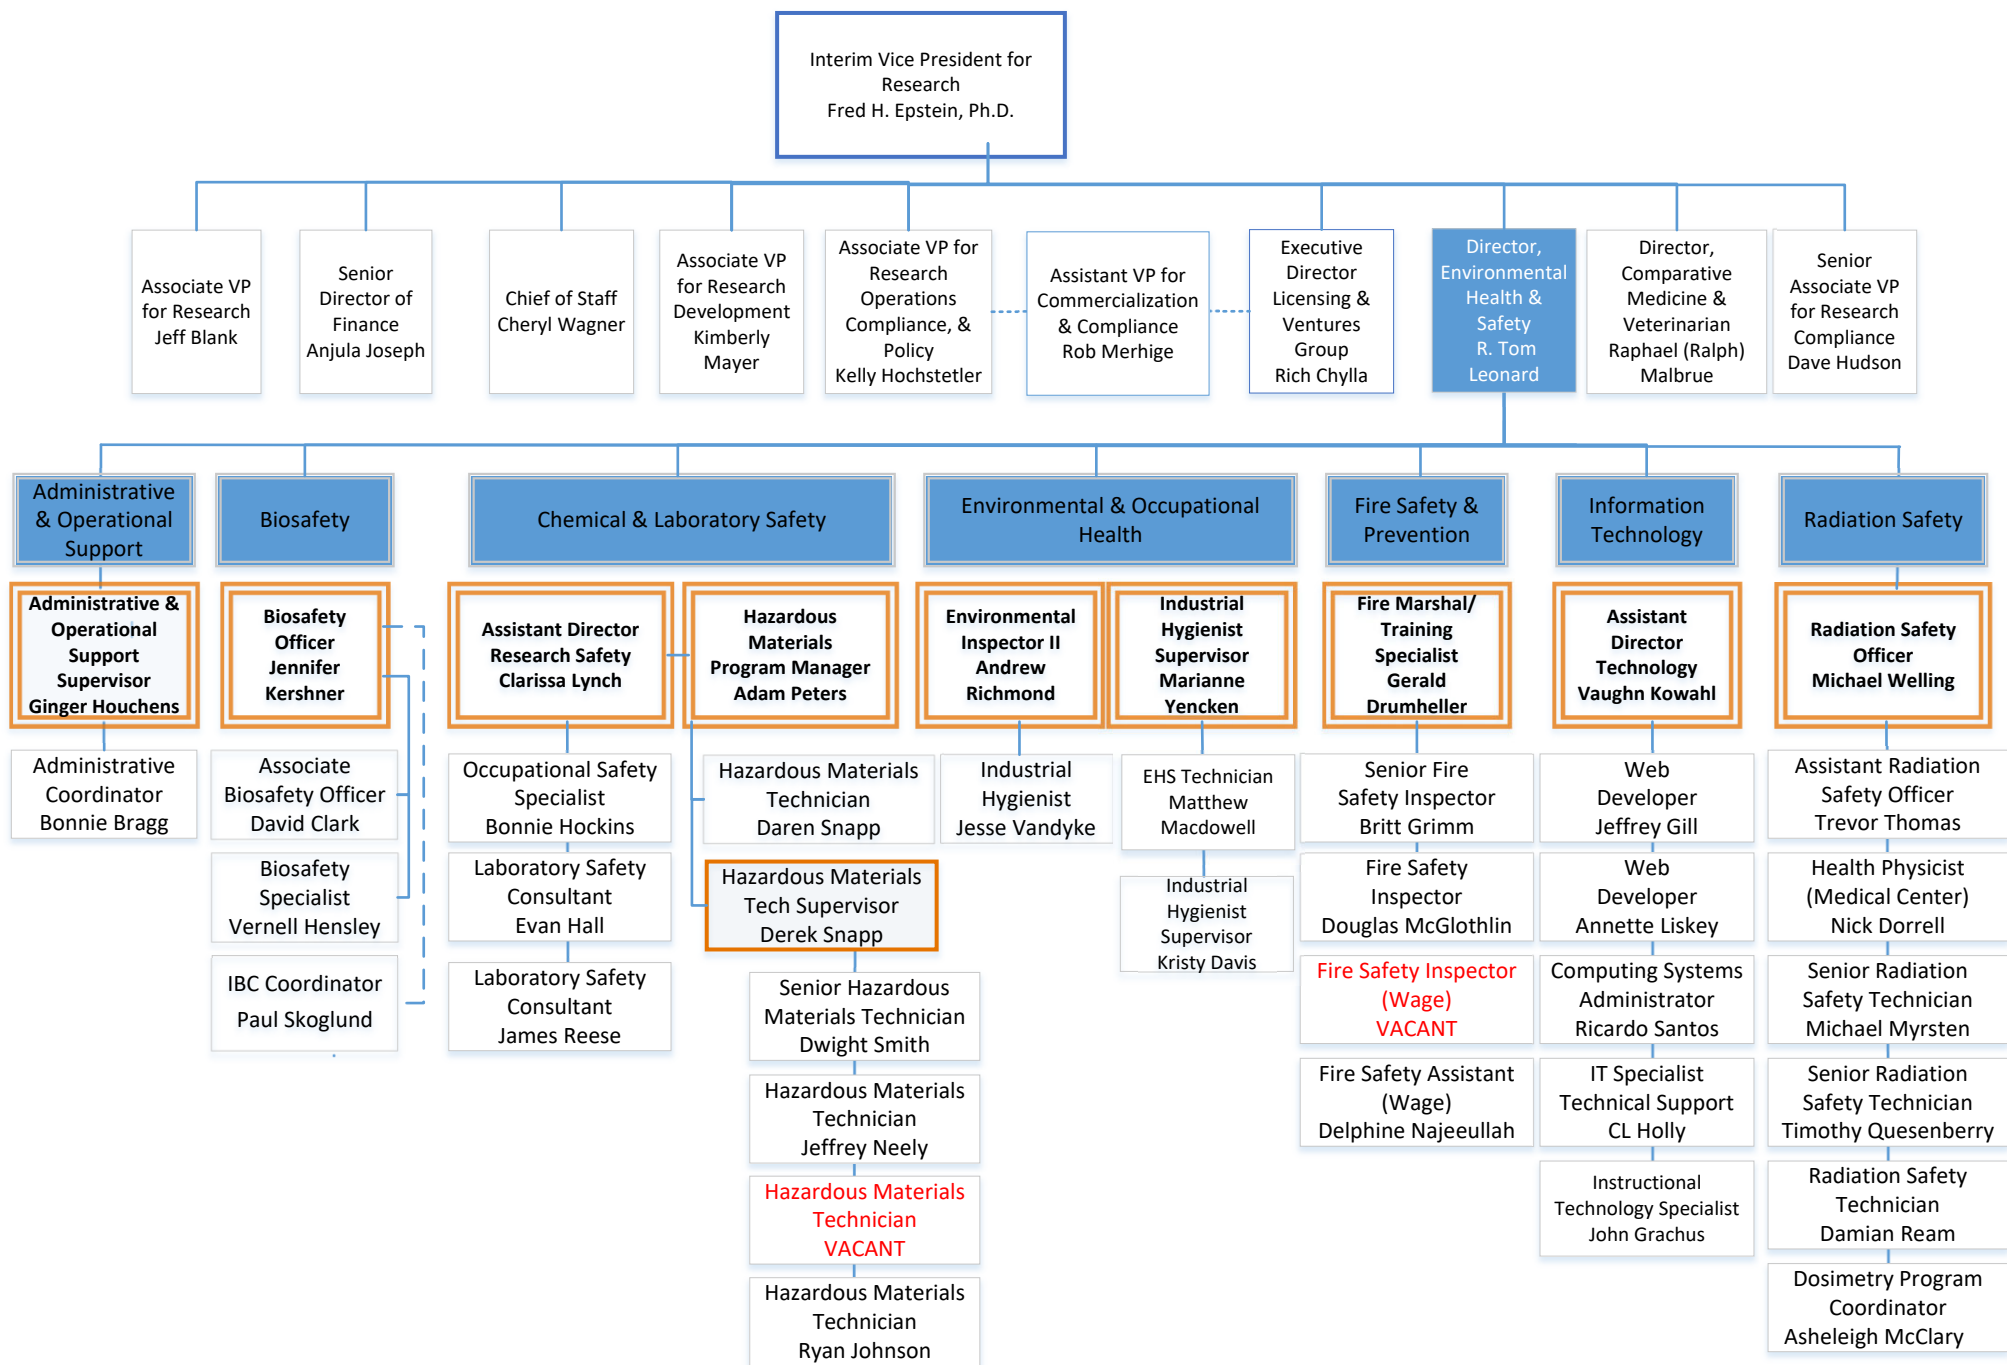 Interim Vice President for
Research
Fred H. Epstein, Ph.D.
Associate VP
for Research
Jeff Blank
Senior
Director of
Finance
Anjula Joseph
Chief of Staff
Cheryl Wagner
Associate VP
for Research
Development
Kimberly
Mayer
Associate VP for
Research
Operations
Compliance, &
Policy
Kelly Hochstetler
Assistant VP for
Commercialization
& Compliance
Rob Merhige
Executive
Director
Licensing &
Ventures
Group
Rich Chylla
Director,
Environmental
Health &
Safety
R. Tom
Leonard
Director,
Comparative
Medicine &
Veterinarian
Raphael (Ralph)
Malbrue
Senior
Associate VP
for Research
Compliance
Dave Hudson
Administrative
& Operational
Support
Biosafety
Chemical & Laboratory Safety
Environmental & Occupational
Health
Fire Safety &
Prevention
Information
Technology
Radiation Safety
Administrative &
Operational
Support
Supervisor
Ginger Houchens
Biosafety
Officer
Jennifer
Kershner
Assistant Director
Research Safety
Clarissa Lynch
Hazardous
Materials
Program Manager
Adam Peters
Environmental
Inspector II
Andrew
Richmond
Industrial
Hygienist
Supervisor
Marianne
Yencken
Fire Marshal/
Training
Specialist
Gerald
Drumheller
Assistant
Director
Technology
Vaughn Kowahl
Radiation Safety
Officer
Michael Welling
Administrative
Coordinator
Bonnie Bragg
Associate
Biosafety Officer
David Clark
Biosafety
Specialist
Vernell Hensley
IBC Coordinator
Paul Skoglund
Occupational Safety
Specialist
Bonnie Hockins
Laboratory Safety
Consultant
Evan Hall
Laboratory Safety
Consultant
James Reese
Hazardous Materials
Technician
Daren Snapp
Hazardous Materials
Tech Supervisor
Derek Snapp
Senior Hazardous
Materials Technician
Dwight Smith
Hazardous Materials
Technician
Jeffrey Neely
Hazardous Materials
Technician
VACANT
Hazardous Materials
Technician
Ryan Johnson
Industrial
Hygienist
Jesse Vandyke
EHS Technician
Matthew
Macdowell
Industrial
Hygienist
Supervisor
Kristy Davis
Senior Fire
Safety Inspector
Britt Grimm
Fire Safety
Inspector
Douglas McGlothlin
Fire Safety Inspector
(Wage)
VACANT
Fire Safety Assistant
(Wage)
Delphine Najeeullah
Web
Developer
Jeffrey Gill
Web
Developer
Annette Liskey
Computing Systems
Administrator
Ricardo Santos
IT Specialist
Technical Support
CL Holly
Instructional
Technology Specialist
John Grachus
Assistant Radiation
Safety Officer
Trevor Thomas
Health Physicist
(Medical Center)
Nick Dorrell
Senior Radiation
Safety Technician
Michael Myrsten
Senior Radiation
Safety Technician
Timothy Quesenberry
Radiation Safety
Technician
Damian Ream
Dosimetry Program
Coordinator
Asheleigh McClary